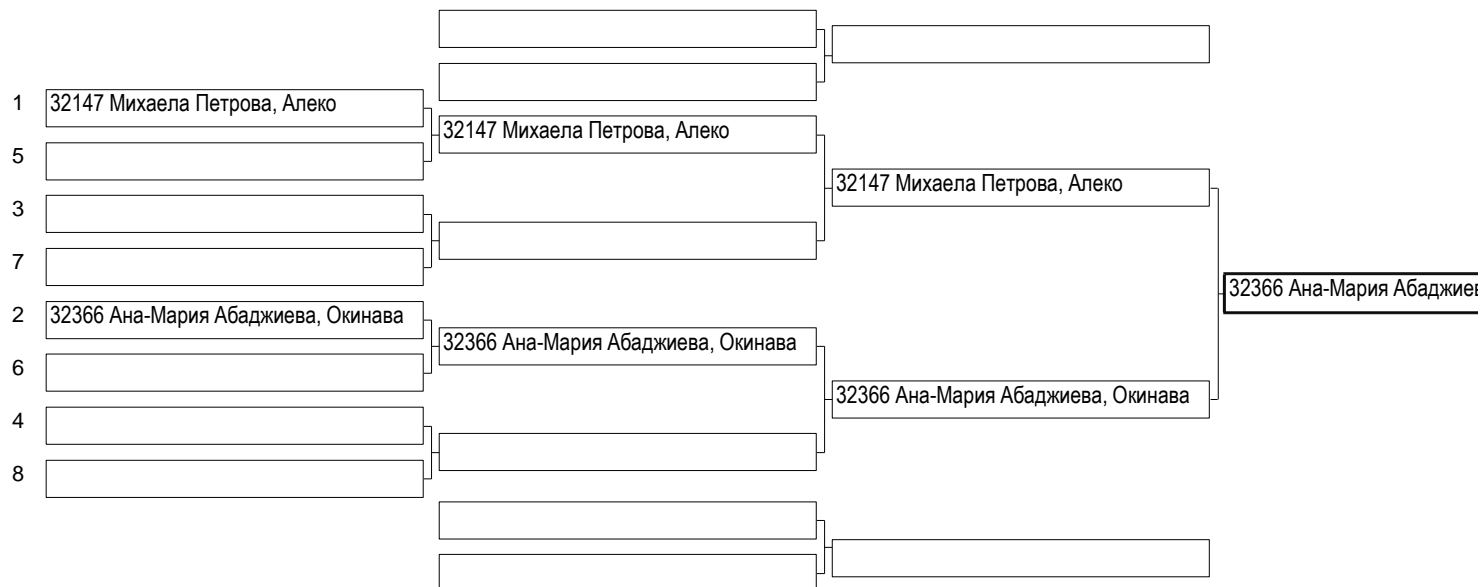 1 32147 Михаела Петрова, Алеко
32147 Михаела Петрова, Алеко
5
32147 Михаела Петрова, Алеко
3
7
32366 Ана-Мария Абаджиев
2 32366 Ана-Мария Абаджиева, Окинава
32366 Ана-Мария Абаджиева, Окинава
6
32366 Ана-Мария Абаджиева, Окинава
4
8